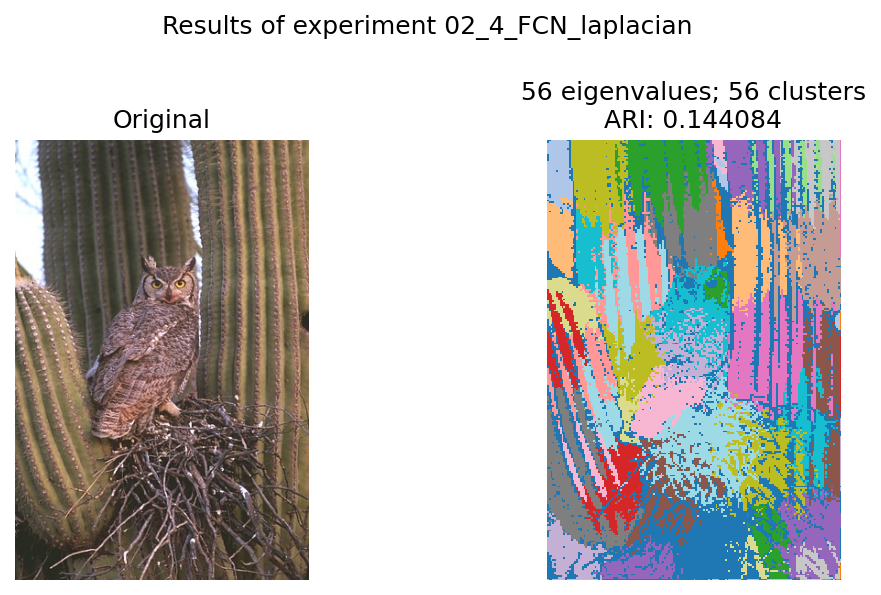 Results of experiment 02_4_FCN_laplacian
Original
56 eigenvalues; 56 clusters
ARI: 0.144084